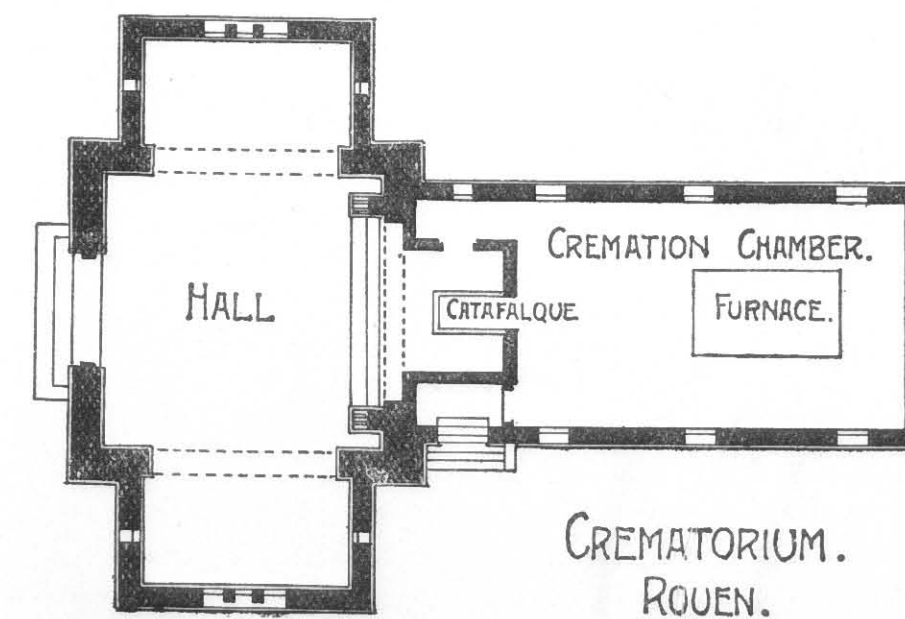 HALL
CATAFALQUE
CREMATION CHAMBER.
FURNACE.
CREMATORIUM.
ROUEN.